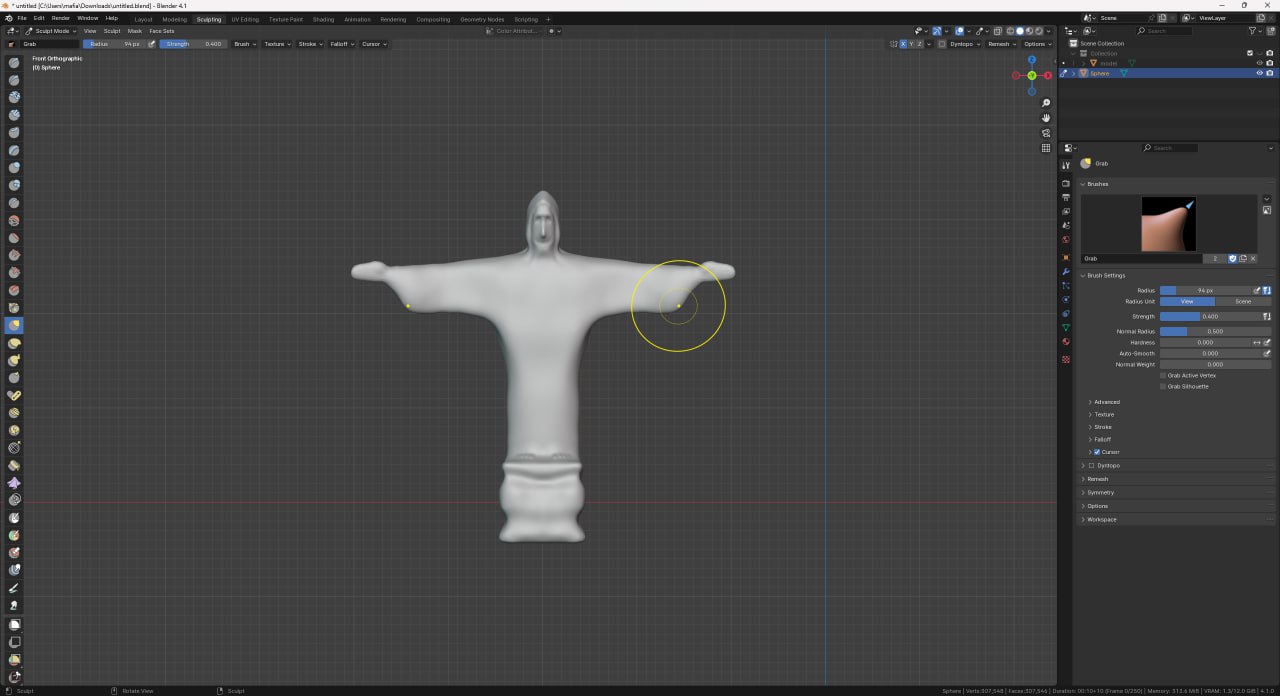 * untitled [C:\Users\mafia\Downloads\untitled.blend] - Blender 4.1
File Edit Render Window Help Layout Modeling Sculpting UV Editing Texture Paint Shading Animation Rendering Compositing Geometry Nodes Scripting + Scene ViewLayer
Sculpt Mode View Sculpt Mask Face Sets Color Attribut... Search
Grab Radius 94 px Strength 0.400 Brush Texture Stroke Falloff Cursor X Y Z Dyntopo Remesh Options
Scene Collection
Collection
model
Sphere
Front Orthographic
(0) Sphere
Z
X
Search
Grab
Brushes
Grab 2
Brush Settings
Radius 94 px
Radius Unit View Scene
Strength 0.400
Normal Radius 0.500
Hardness 0.000
Auto-Smooth 0.000
Normal Weight 0.000
Grab Active Vertex
Grab Silhouette
Advanced
Texture
Stroke
Falloff
Cursor
Dyntopo
Remesh
Symmetry
Options
Workspace
Sculpt Rotate View Sculpt Sphere | Verts:307,548 | Faces:307,546 | Duration: 00:10+10 (Frame 0/250) | Memory: 313.6 MiB | VRAM: 1.3/12.0 GiB | 4.1.0